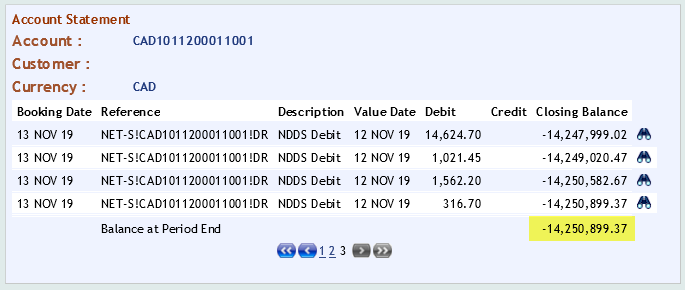 Account Statement
Account : CAD1011200011001
Customer :
Currency : CAD
Booking Date Reference Description Value Date Debit Credit Closing Balance
13 NOV 19 NET-S!CAD1011200011001!DR NDDS Debit 12 NOV 19 14,624.70 -14,247,999.02
13 NOV 19 NET-S!CAD1011200011001!DR NDDS Debit 12 NOV 19 1,021.45 -14,249,020.47
13 NOV 19 NET-S!CAD1011200011001!DR NDDS Debit 12 NOV 19 1,562.20 -14,250,582.67
13 NOV 19 NET-S!CAD1011200011001!DR NDDS Debit 12 NOV 19 316.70 -14,250,899.37
Balance at Period End -14,250,899.37
1 2 3